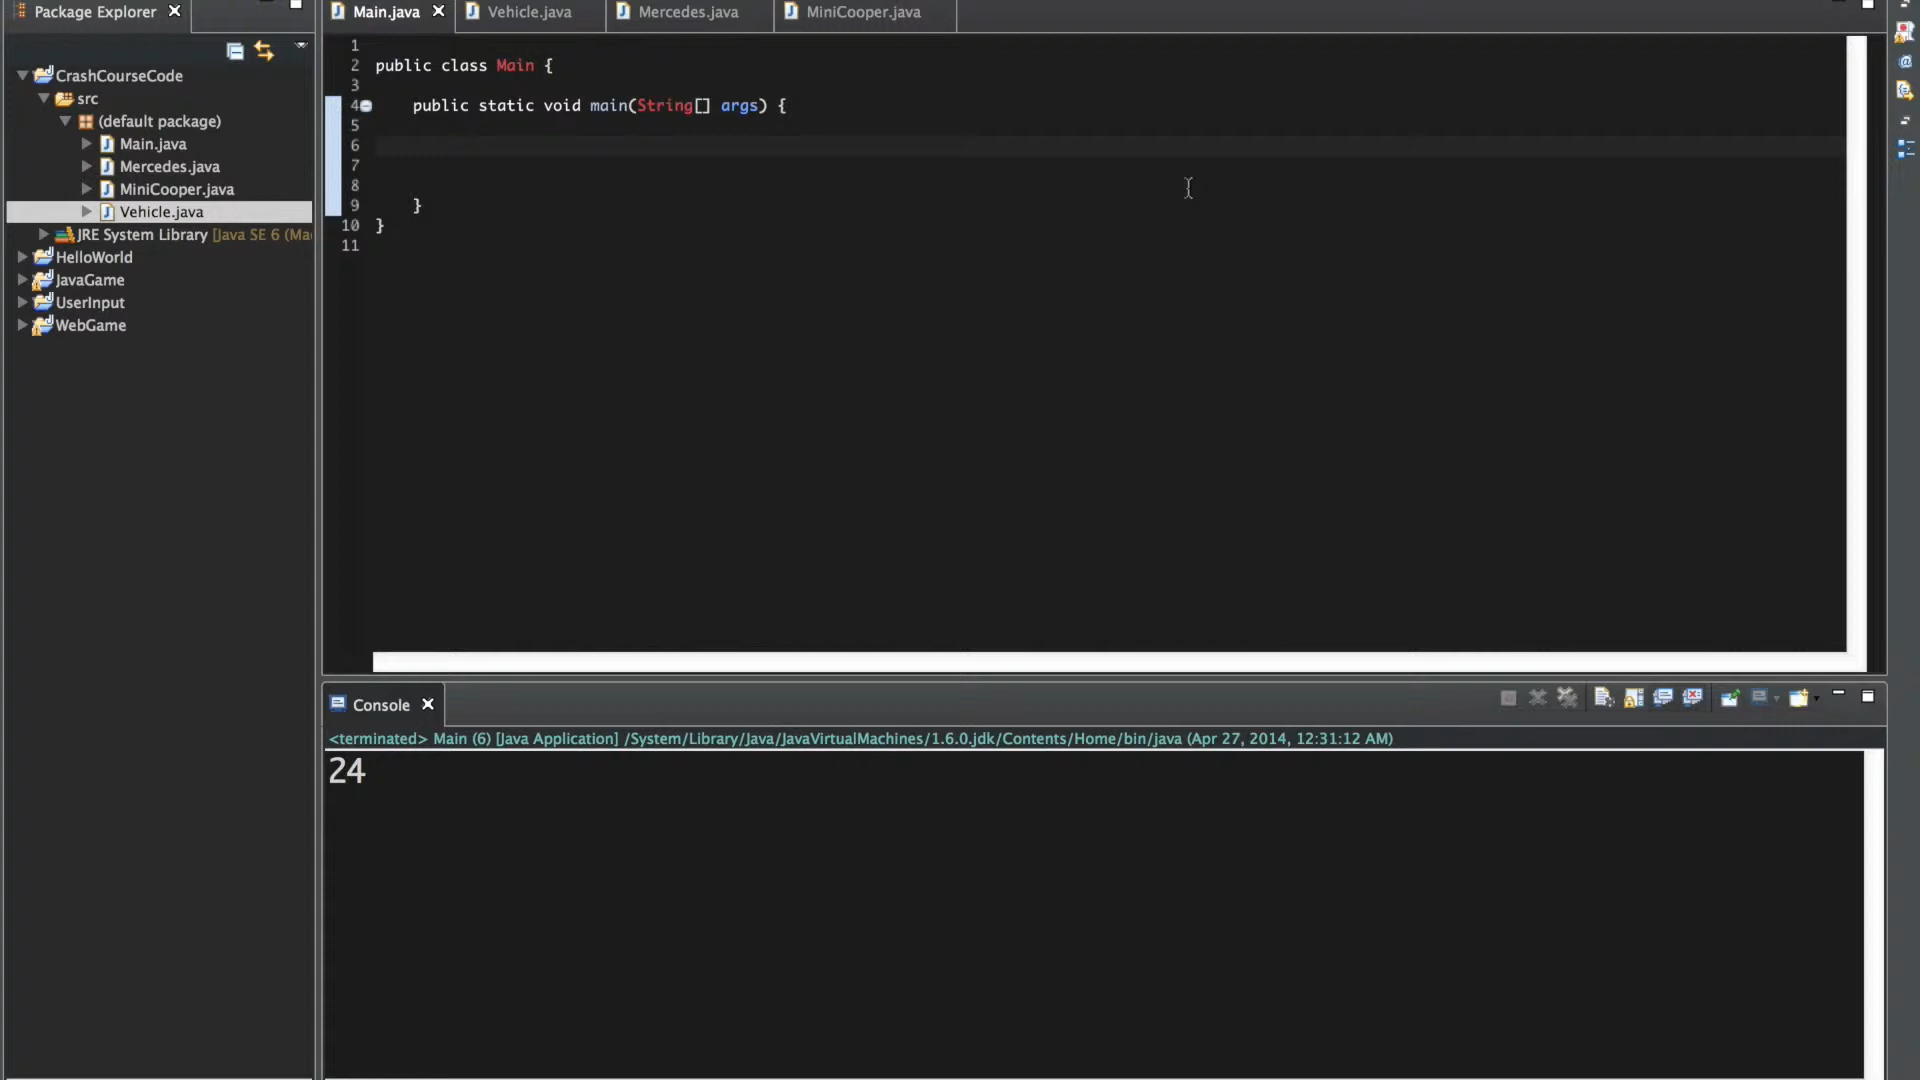 Package Explorer
Main.java
Vehicle.java
Mercedes.java
MiniCooper.java
CrashCourseCode
src
(default package)
Main.java
Mercedes.java
MiniCooper.java
Vehicle.java
JRE System Library [Java SE 6 (Ma
HelloWorld
JavaGame
UserInput
WebGame
1
2 public class Main {
3
4 public static void main(String[] args) {
5
6
7
8
9 }
10 }
11
Console
<terminated> Main (6) [Java Application] /System/Library/Java/JavaVirtualMachines/1.6.0.jdk/Contents/Home/bin/java (Apr 27, 2014, 12:31:12 AM)
24